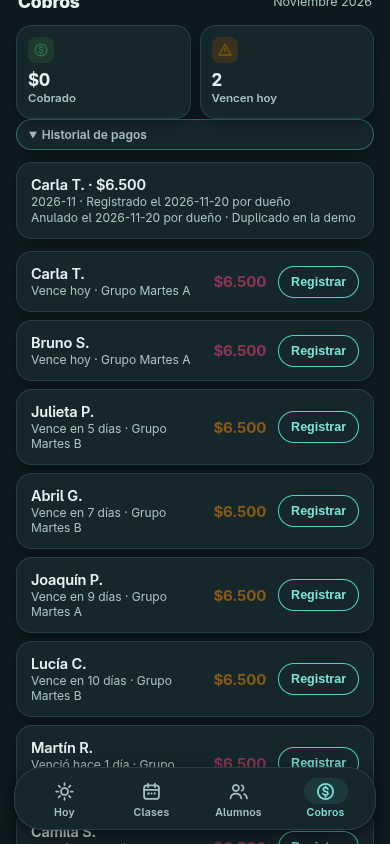 Cobros
Noviembre 2026
$0
Cobrado
2
Vencen hoy
▼ Historial de pagos
Carla T. · $6.500
2026-11 · Registrado el 2026-11-20 por dueño
Anulado el 2026-11-20 por dueño · Duplicado en la demo
Carla T.
Vence hoy · Grupo Martes A
$6.500
Registrar
Bruno S.
Vence hoy · Grupo Martes A
$6.500
Registrar
Julieta P.
Vence en 5 días · Grupo
Martes B
$6.500
Registrar
Abril G.
Vence en 7 días · Grupo
Martes B
$6.500
Registrar
Joaquín P.
Vence en 9 días · Grupo
Martes A
$6.500
Registrar
Lucía C.
Vence en 10 días · Grupo
Martes B
$6.500
Registrar
Martín R.
Venció hace 1 día · Grupo
$6.500
Registrar
Hoy
Clases
Alumnos
Cobros
Camila S.
Registrar